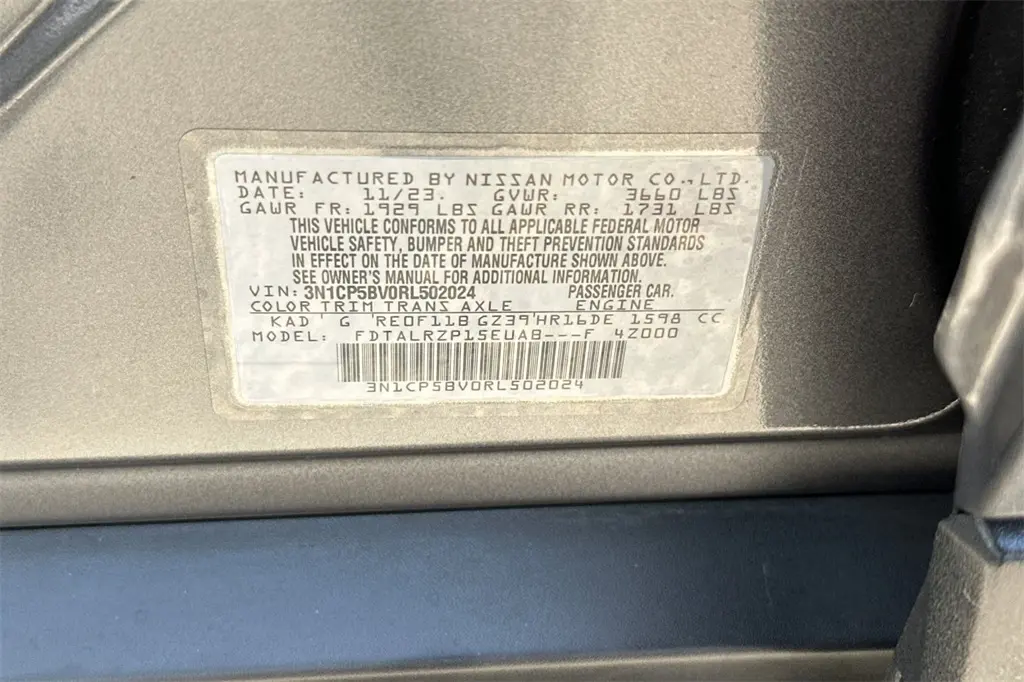 MANUFACTURED BY NISSAN MOTOR CO.,LTD.
DATE: 11/23. GVWR: 3660 LBS
GAWR FR: 1929 LBS GAWR RR: 1731 LBS
THIS VEHICLE CONFORMS TO ALL APPLICABLE FEDERAL MOTOR
VEHICLE SAFETY, BUMPER AND THEFT PREVENTION STANDARDS
IN EFFECT ON THE DATE OF MANUFACTURE SHOWN ABOVE.
SEE OWNER'S MANUAL FOR ADDITIONAL INFORMATION.
VIN: 3N1CP5BV0RL502024 PASSENGER CAR.
COLOR TRIM TRANS AXLE ENGINE
KAD ' G 'RE0F11B GZ39'HR16DE 1598 CC
MODEL: FDTALRZP15EUAB---F 4Z000
3N1CP5BV0RL502024